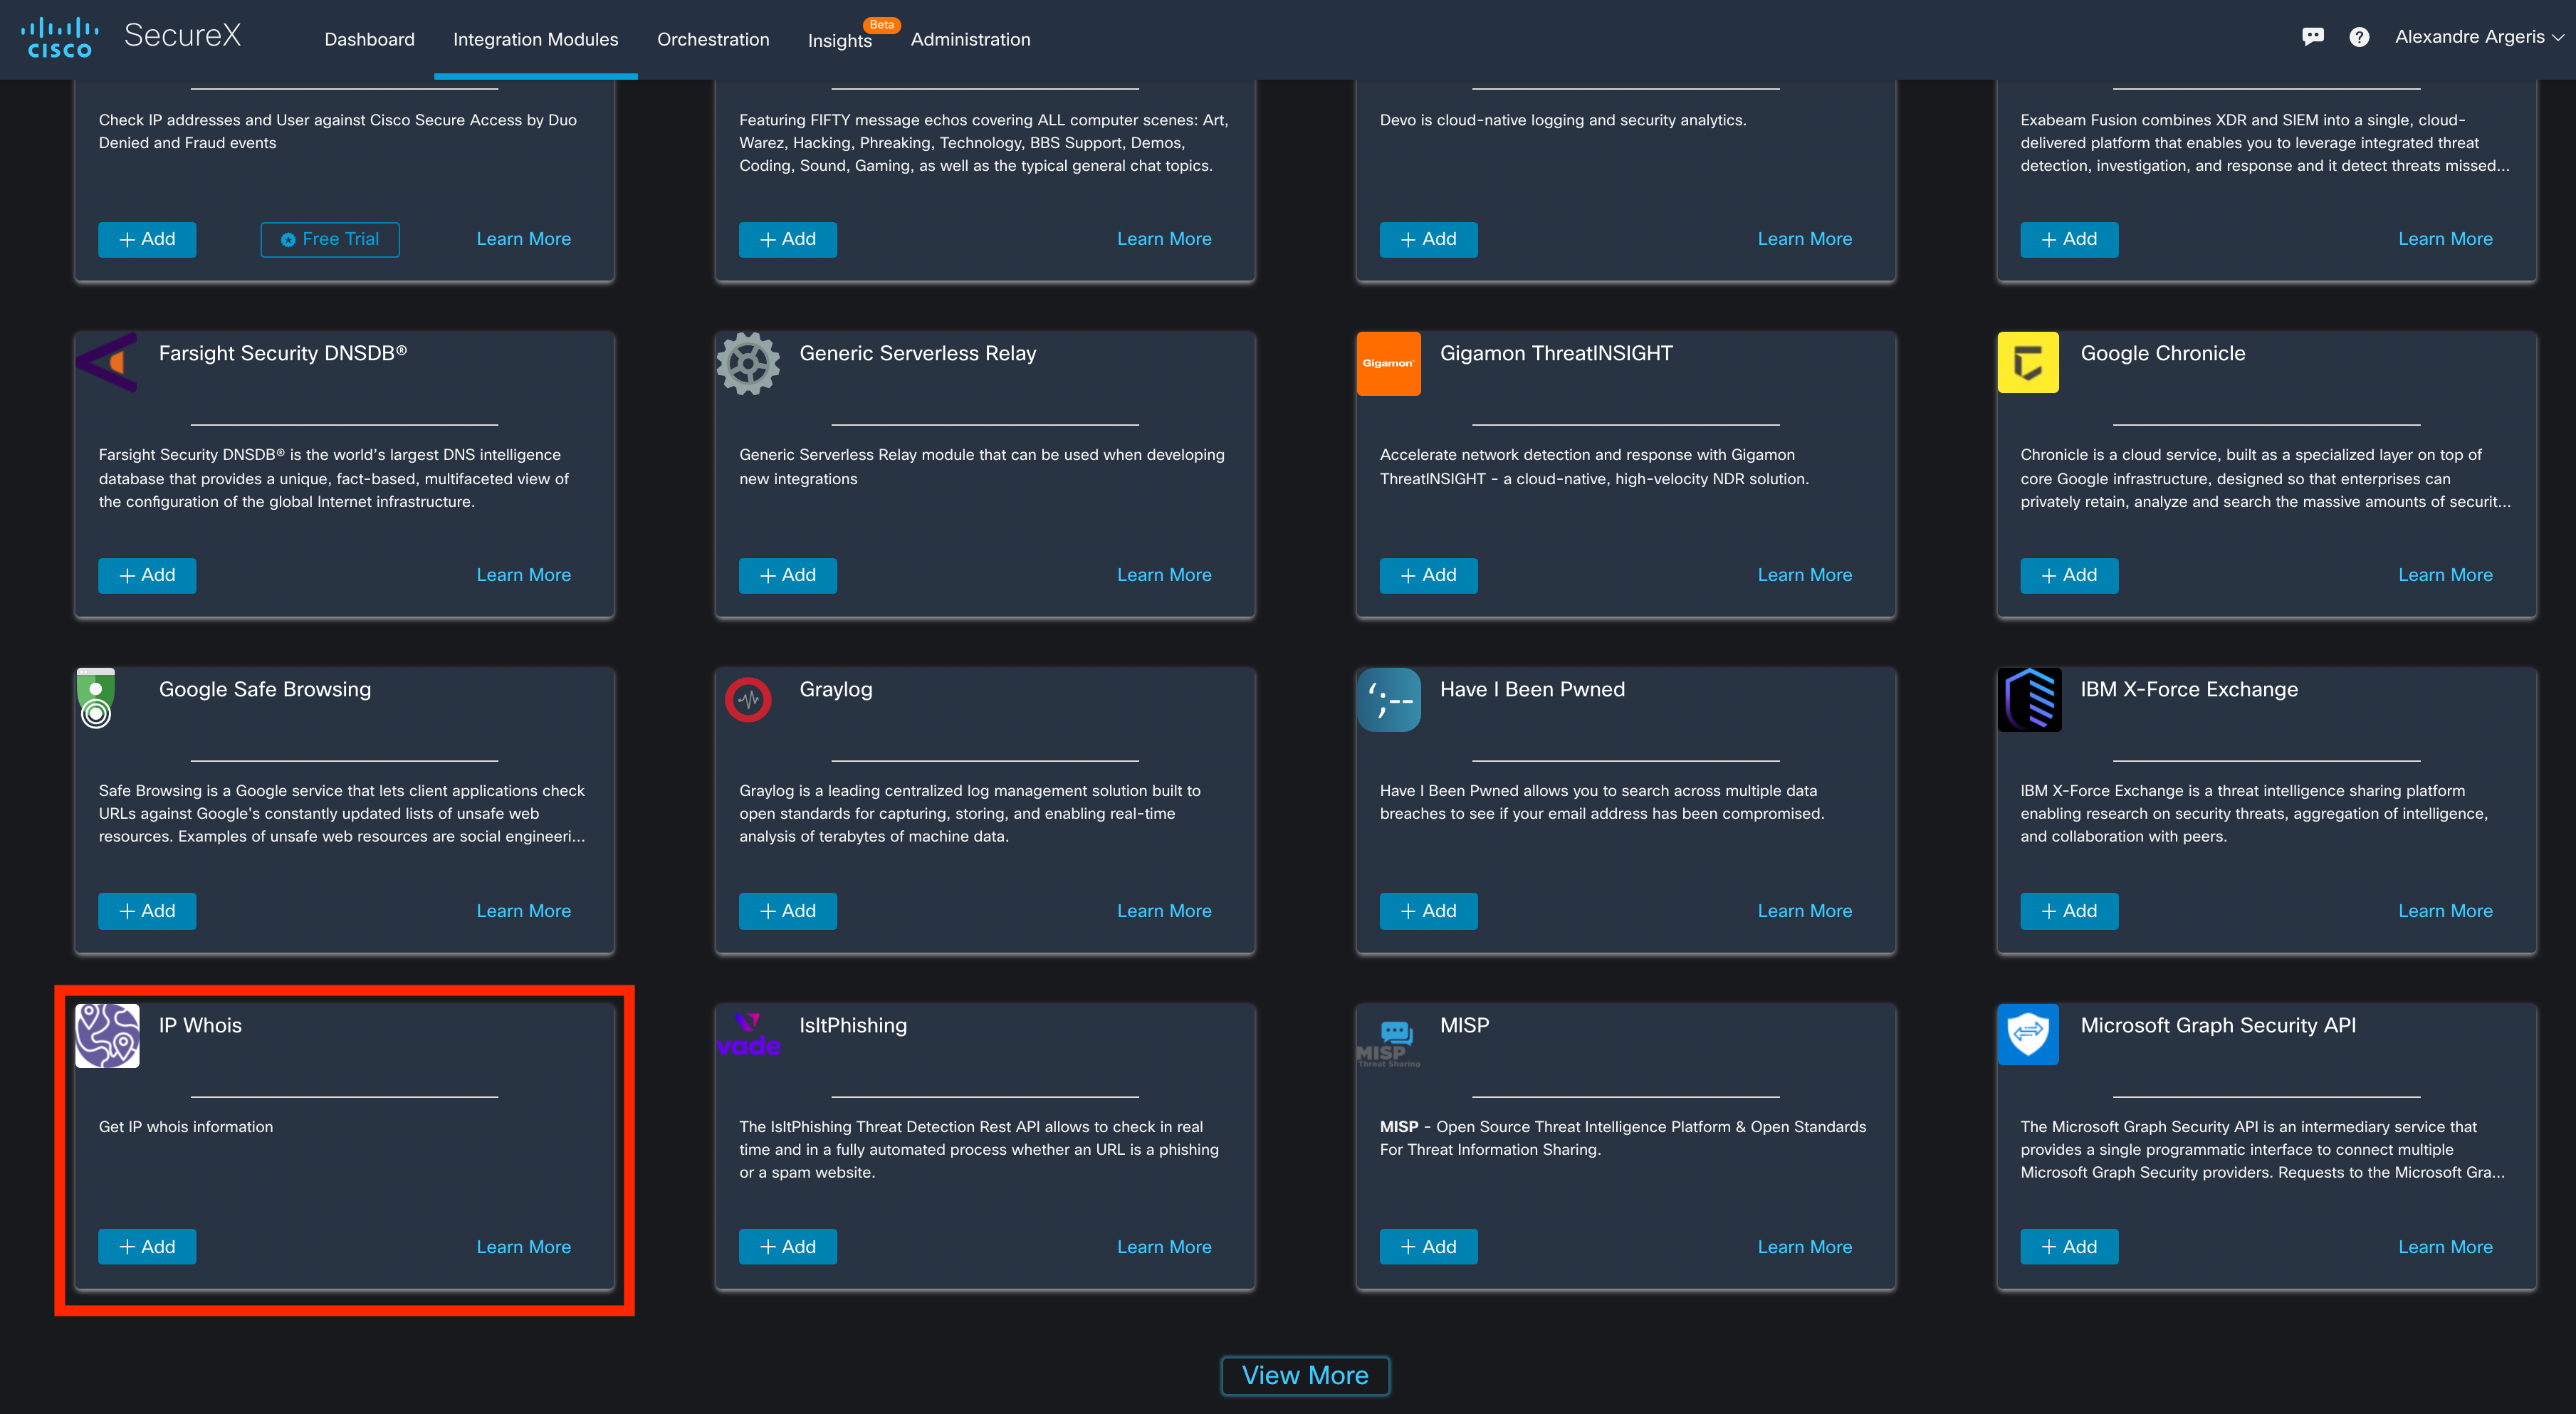 cisco SecureX Dashboard Integration Modules Orchestration Insights Beta Administration Alexandre Argeris
Check IP addresses and User against Cisco Secure Access by Duo
Denied and Fraud events
+ Add Free Trial Learn More
Featuring FIFTY message echos covering ALL computer scenes: Art,
Warez, Hacking, Phreaking, Technology, BBS Support, Demos,
Coding, Sound, Gaming, as well as the typical general chat topics.
+ Add Learn More
Devo is cloud-native logging and security analytics.
+ Add Learn More
Exabeam Fusion combines XDR and SIEM into a single, cloud-
delivered platform that enables you to leverage integrated threat
detection, investigation, and response and it detect threats missed...
+ Add Learn More
Farsight Security DNSDB®
Farsight Security DNSDB® is the world's largest DNS intelligence
database that provides a unique, fact-based, multifaceted view of
the configuration of the global Internet infrastructure.
+ Add Learn More
Generic Serverless Relay
Generic Serverless Relay module that can be used when developing
new integrations
+ Add Learn More
Gigamon
Gigamon ThreatINSIGHT
Accelerate network detection and response with Gigamon
ThreatINSIGHT - a cloud-native, high-velocity NDR solution.
+ Add Learn More
Google Chronicle
Chronicle is a cloud service, built as a specialized layer on top of
core Google infrastructure, designed so that enterprises can
privately retain, analyze and search the massive amounts of securit...
+ Add Learn More
Google Safe Browsing
Safe Browsing is a Google service that lets client applications check
URLs against Google's constantly updated lists of unsafe web
resources. Examples of unsafe web resources are social engineeri...
+ Add Learn More
Graylog
Graylog is a leading centralized log management solution built to
open standards for capturing, storing, and enabling real-time
analysis of terabytes of machine data.
+ Add Learn More
';--
Have I Been Pwned
Have I Been Pwned allows you to search across multiple data
breaches to see if your email address has been compromised.
+ Add Learn More
IBM X-Force Exchange
IBM X-Force Exchange is a threat intelligence sharing platform
enabling research on security threats, aggregation of intelligence,
and collaboration with peers.
+ Add Learn More
IP Whois
Get IP whois information
+ Add Learn More
vade
IsItPhishing
The IsItPhishing Threat Detection Rest API allows to check in real
time and in a fully automated process whether an URL is a phishing
or a spam website.
+ Add Learn More
MISP
Threat Sharing
MISP
MISP - Open Source Threat Intelligence Platform & Open Standards
For Threat Information Sharing.
+ Add Learn More
Microsoft Graph Security API
The Microsoft Graph Security API is an intermediary service that
provides a single programmatic interface to connect multiple
Microsoft Graph Security providers. Requests to the Microsoft Gra...
+ Add Learn More
View More